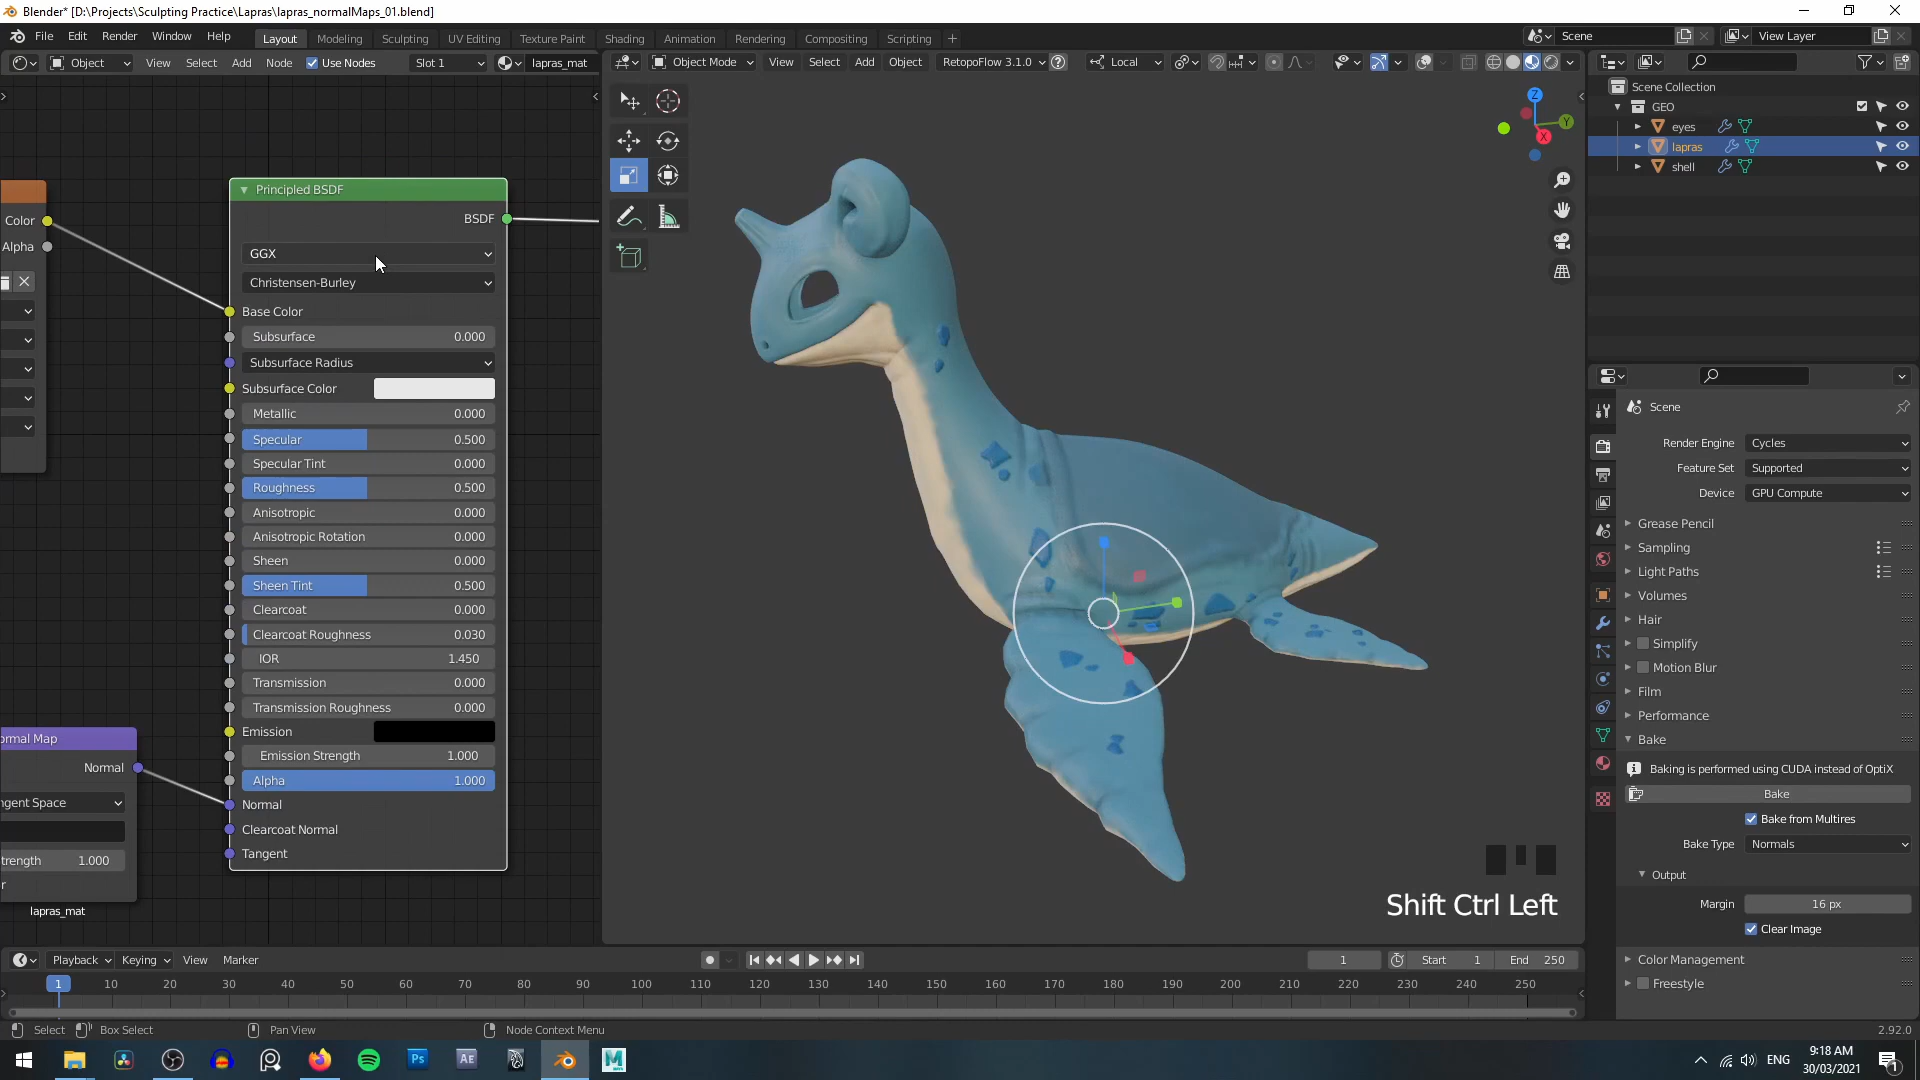 Blender* [D:\Projects\Sculpting Practice\Lapras\lapras_normalMaps_01.blend]
File Edit Render Window Help
Layout Modeling Sculpting UV Editing Texture Paint Shading Animation Rendering Compositing Scripting +
Scene
View Layer
Object View Select Add Node Use Nodes Slot 1 lapras_mat
Object Mode View Select Add Object RetopoFlow 3.1.0 Local
Color
Alpha
Principled BSDF
BSDF
GGX
Christensen-Burley
Base Color
Subsurface 0.000
Subsurface Radius
Subsurface Color
Metallic 0.000
Specular 0.500
Specular Tint 0.000
Roughness 0.500
Anisotropic 0.000
Anisotropic Rotation 0.000
Sheen 0.000
Sheen Tint 0.500
Clearcoat 0.000
Clearcoat Roughness 0.030
IOR 1.450
Transmission 0.000
Transmission Roughness 0.000
Emission
Emission Strength 1.000
Alpha 1.000
Normal
Clearcoat Normal
Tangent
ormal Map
Normal
ngent Space
trength 1.000
r
lapras_mat
Z
Y
X
Shift Ctrl Left
Scene Collection
GEO
eyes
lapras
shell
Scene
Render Engine Cycles
Feature Set Supported
Device GPU Compute
Grease Pencil
Sampling
Light Paths
Volumes
Hair
Simplify
Motion Blur
Film
Performance
Bake
Baking is performed using CUDA instead of OptiX
Bake
Bake from Multires
Bake Type Normals
Output
Margin 16 px
Clear Image
Color Management
Freestyle
Playback Keying View Marker
1 Start 1 End 250
1 10 20 30 40 50 60 70 80 90 100 110 120 130 140 150 160 170 180 190 200 210 220 230 240 250
Select Box Select Pan View Node Context Menu 2.92.0
Ps Ae M
ENG
9:18 AM
30/03/2021
1